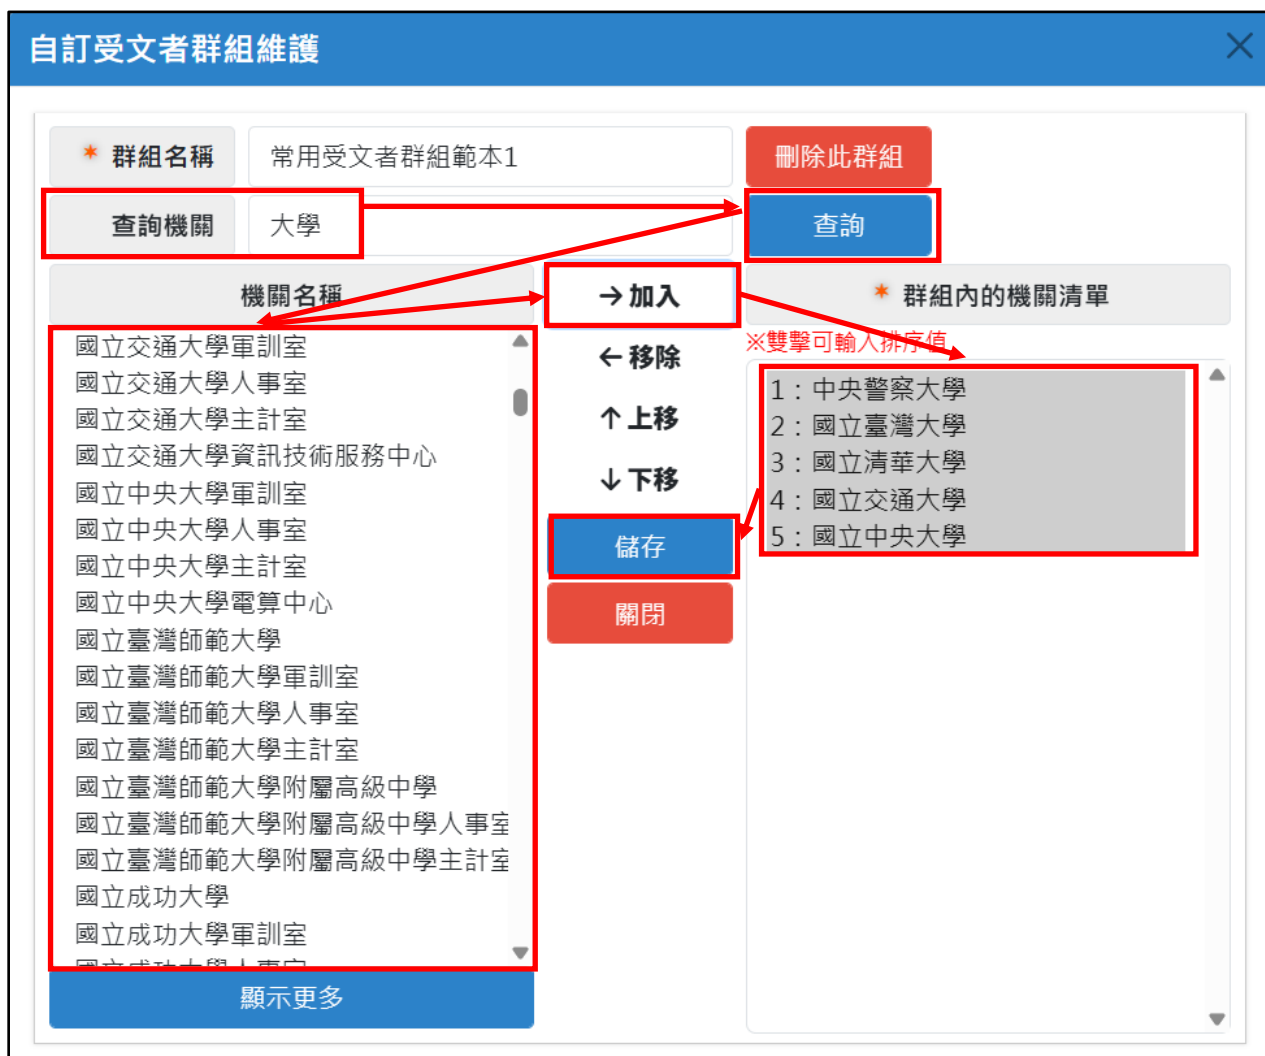 自訂受文者群組維護
* 群組名稱
常用受文者群組範本1
刪除此群組
查詢機關
大學
查詢
機關名稱
國立交通大學軍訓室
國立交通大學人事室
國立交通大學主計室
國立交通大學資訊技術服務中心
國立中央大學軍訓室
國立中央大學人事室
國立中央大學主計室
國立中央大學電算中心
國立臺灣師範大學
國立臺灣師範大學軍訓室
國立臺灣師範大學人事室
國立臺灣師範大學主計室
國立臺灣師範大學附屬高級中學
國立臺灣師範大學附屬高級中學人事室
國立臺灣師範大學附屬高級中學主計室
國立成功大學
國立成功大學軍訓室
國立成功大學人事室
顯示更多
→加入
←移除
↑上移
↓下移
儲存
關閉
* 群組內的機關清單
※雙擊可輸入排序值
1：中央警察大學
2：國立臺灣大學
3：國立清華大學
4：國立交通大學
5：國立中央大學